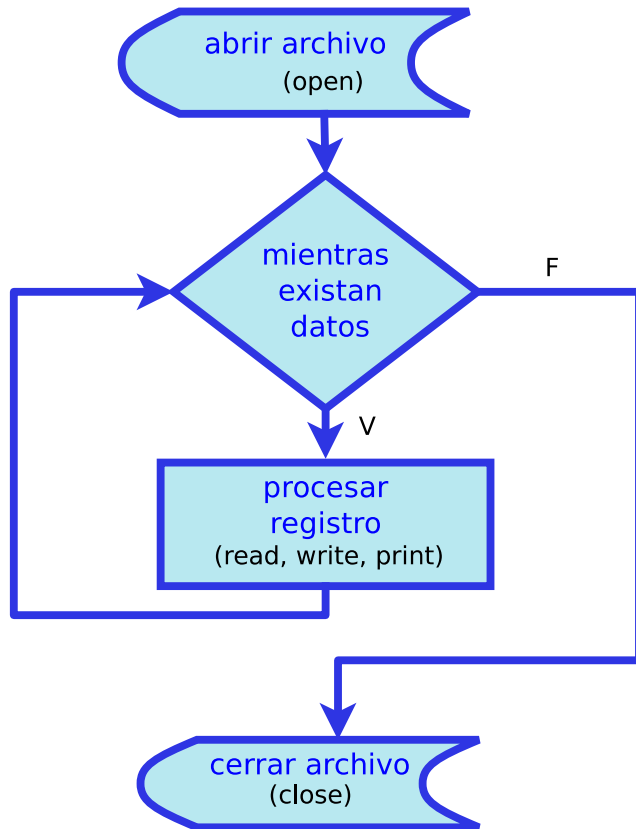 abrir archivo
(open)
mientras
existan
datos
F
V
procesar
registro
(read, write, print)
cerrar archivo
(close)